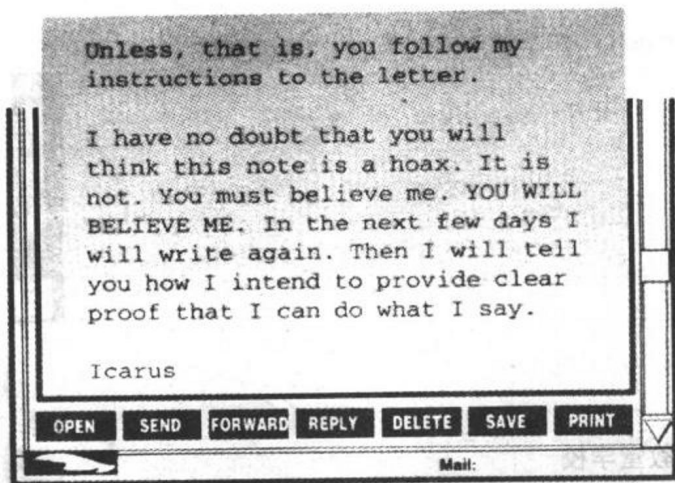 Unless, that is, you follow my
instructions to the letter.
I have no doubt that you will
think this note is a hoax. It is
not. You must believe me. YOU WILL
BELIEVE ME. In the next few days I
will write again. Then I will tell
you how I intend to provide clear
proof that I can do what I say.
Icarus
OPEN SEND FORWARD REPLY DELETE SAVE PRINT
Mail: